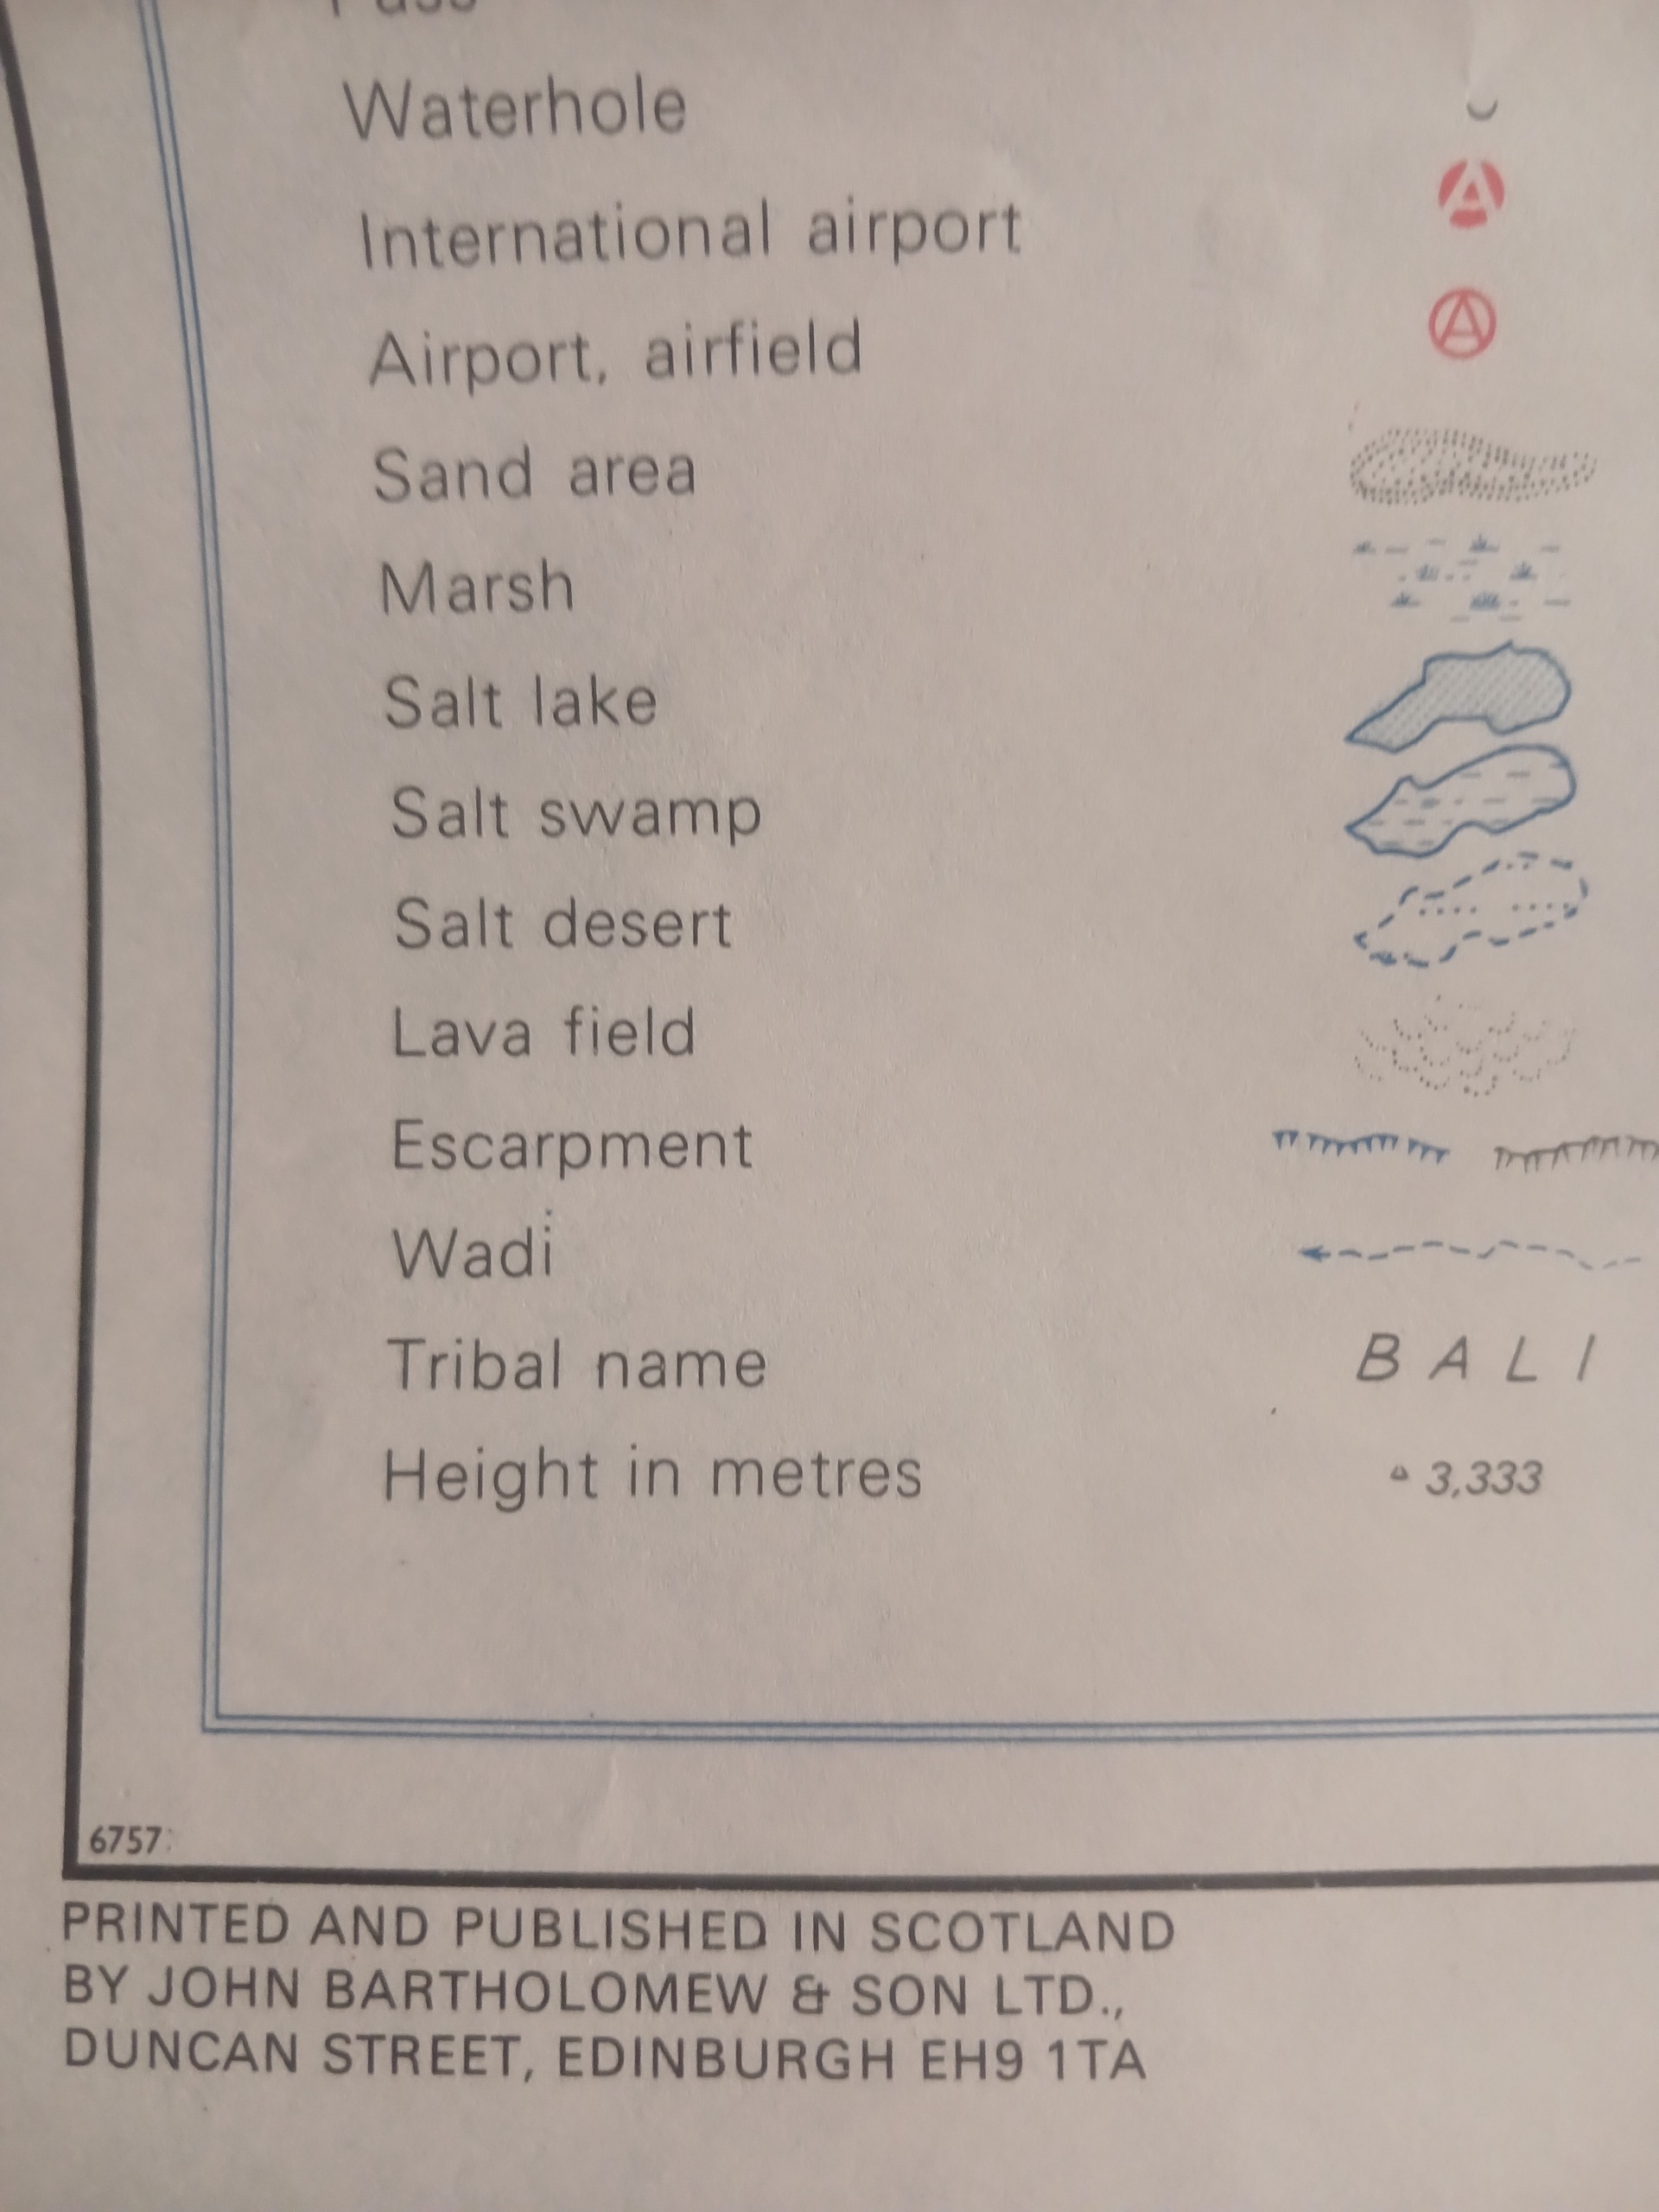 Pass
Waterhole
International airport A
Airport, airfield A
Sand area
Marsh
Salt lake
Salt swamp
Salt desert
Lava field
Escarpment
Wadi
Tribal name BALI
Height in metres 3,333
6757
PRINTED AND PUBLISHED IN SCOTLAND
BY JOHN BARTHOLOMEW & SON LTD.,
DUNCAN STREET, EDINBURGH EH9 1TA